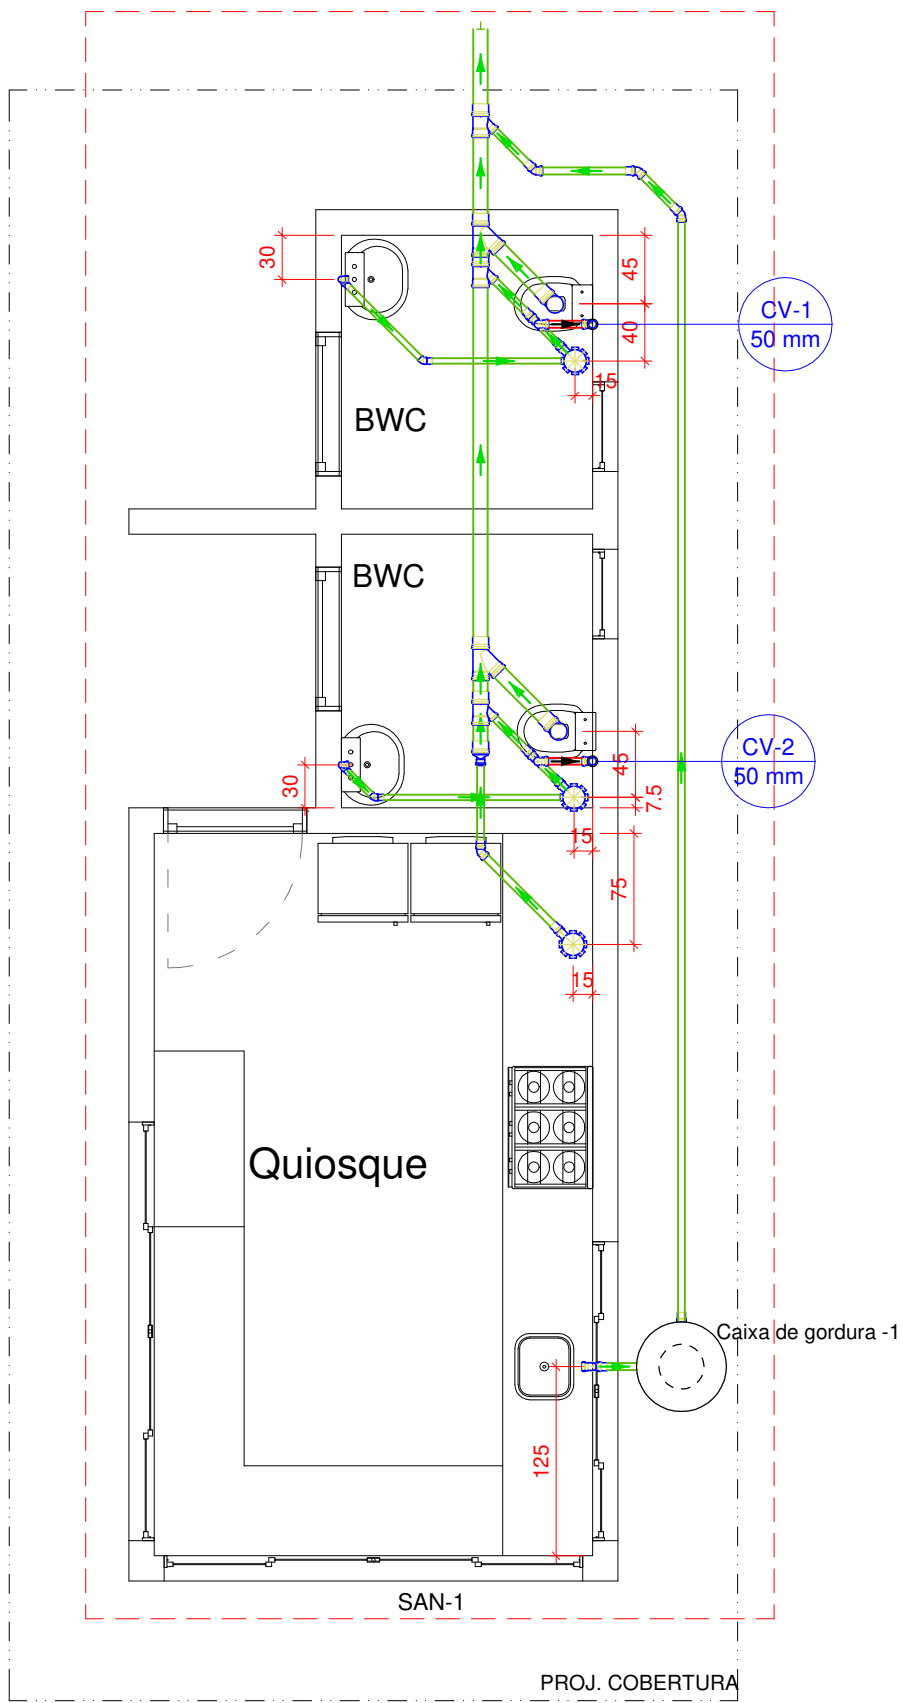 30
45
CV-1
50 mm
40
15
BWC
BWC
CV-2
50 mm
45
30
7.5
15
75
15
Quiosque
Caixa de gordura -1
125
SAN-1
PROJ. COBERTURA